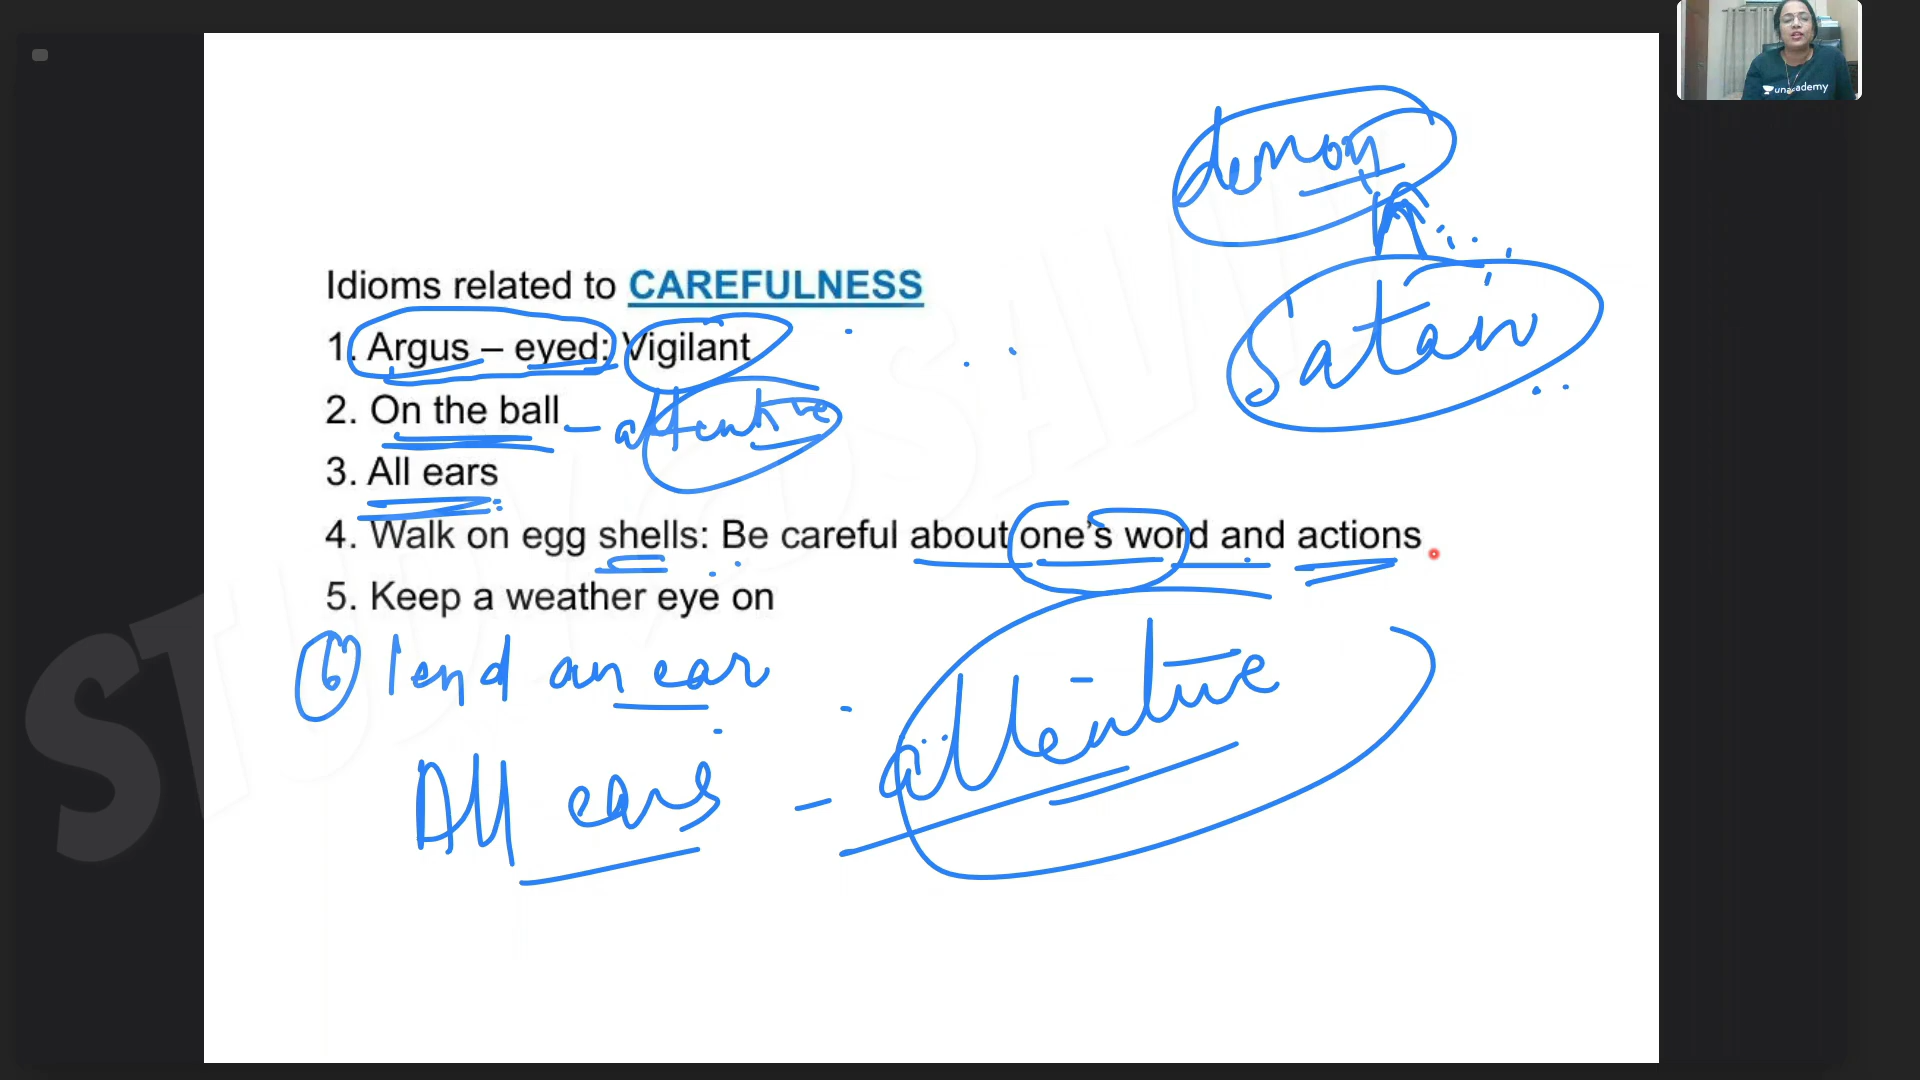 unacademy
demon
Satan
Idioms related to CAREFULNESS
1. Argus – eyed: Vigilant
2. On the ball – attentive
3. All ears
4. Walk on egg shells: Be careful about one's word and actions
5. Keep a weather eye on
6 lend an ear
All ears – attentive